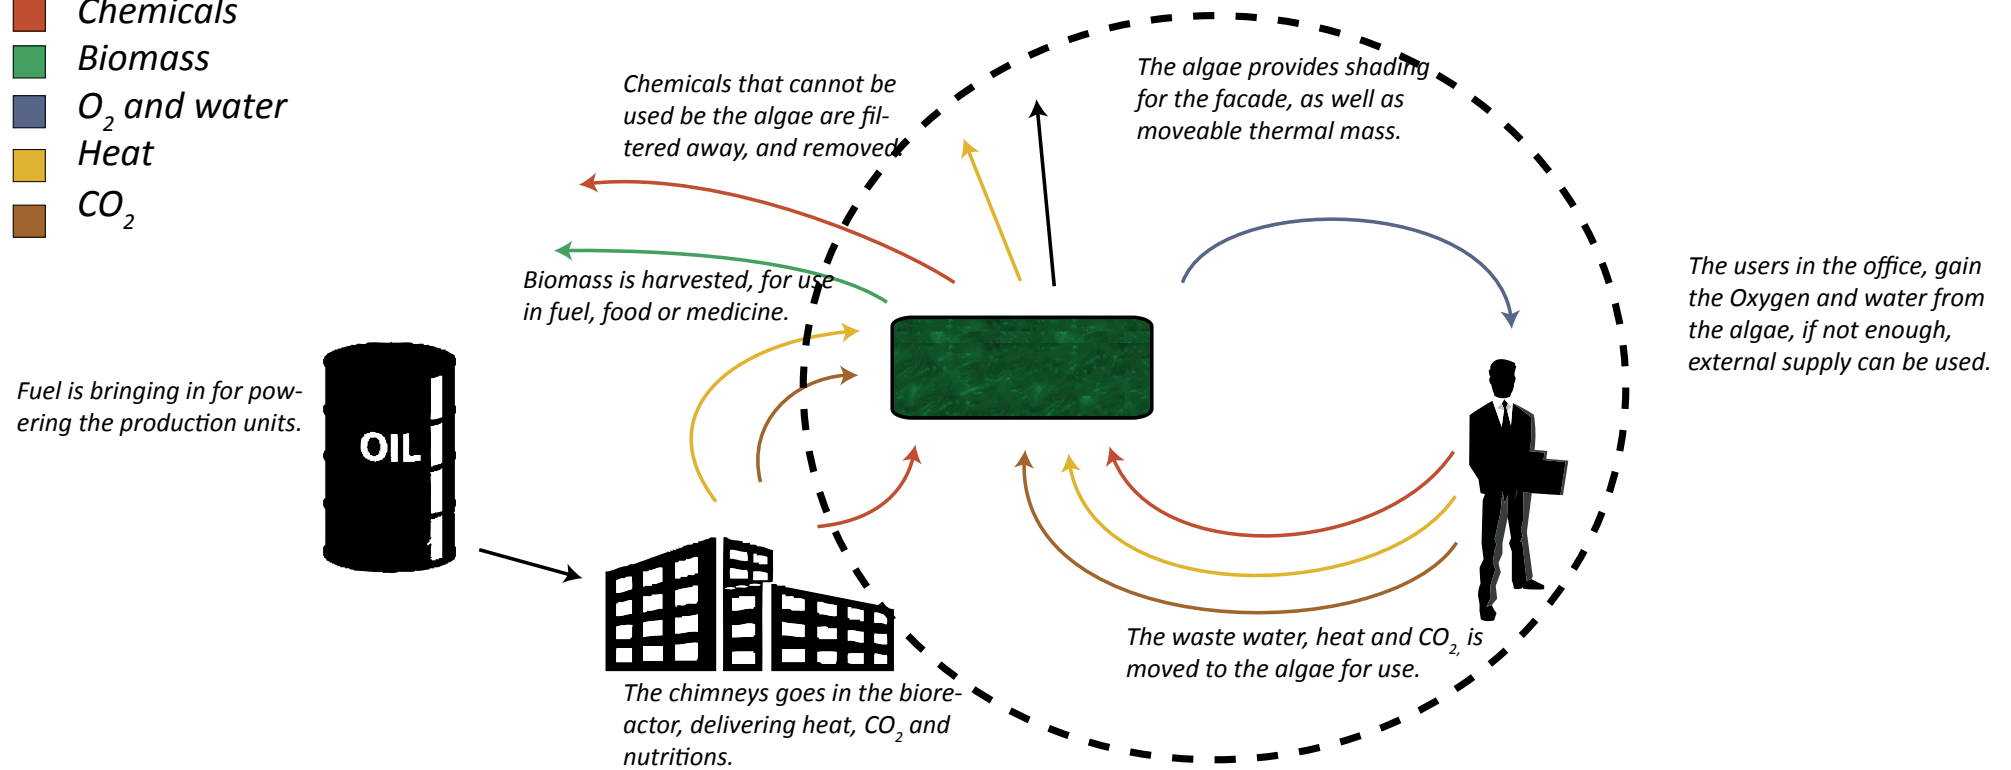 Chemicals
Biomass
O₂ and water
Heat
CO₂
Chemicals that cannot be
used be the algae are fil-
tered away, and removed.
The algae provides shading
for the facade, as well as
moveable thermal mass.
Biomass is harvested, for use
in fuel, food or medicine.
The users in the office, gain
the Oxygen and water from
the algae, if not enough,
external supply can be used.
Fuel is bringing in for pow-
ering the production units.
OIL
The waste water, heat and CO₂, is
moved to the algae for use.
The chimneys goes in the biore-
actor, delivering heat, CO₂ and
nutritions.